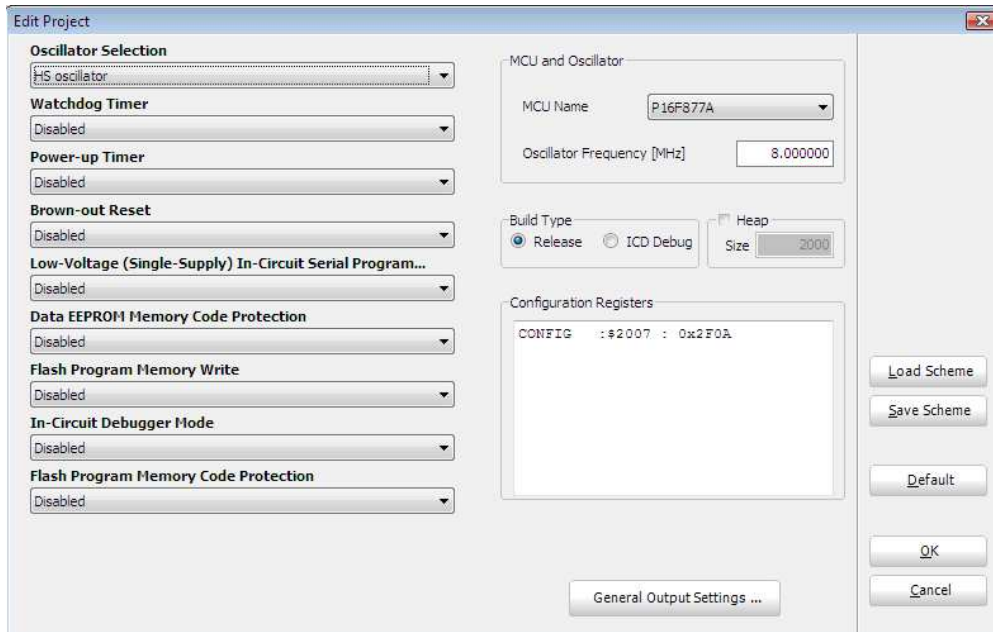 Edit Project
Oscillator Selection
HS oscillator
Watchdog Timer
Disabled
Power-up Timer
Disabled
Brown-out Reset
Disabled
Low-Voltage (Single-Supply) In-Circuit Serial Program...
Disabled
Data EEPROM Memory Code Protection
Disabled
Flash Program Memory Write
Disabled
In-Circuit Debugger Mode
Disabled
Flash Program Memory Code Protection
Disabled
MCU and Oscillator
MCU Name P16F877A
Oscillator Frequency [MHz] 8.000000
Build Type
Release ICD Debug
Heap
Size 2000
Configuration Registers
CONFIG :$2007 : 0x2F0A
General Output Settings ...
Load Scheme
Save Scheme
Default
OK
Cancel